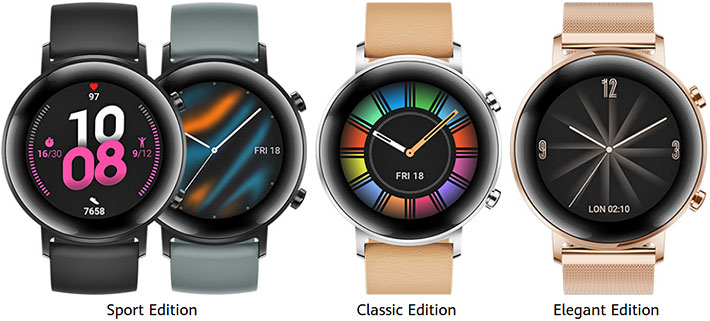 97
10
08
16/30
9/12
7658
FRI 18
FRI 18
12
9
3
LON 02:10
Sport Edition
Classic Edition
Elegant Edition